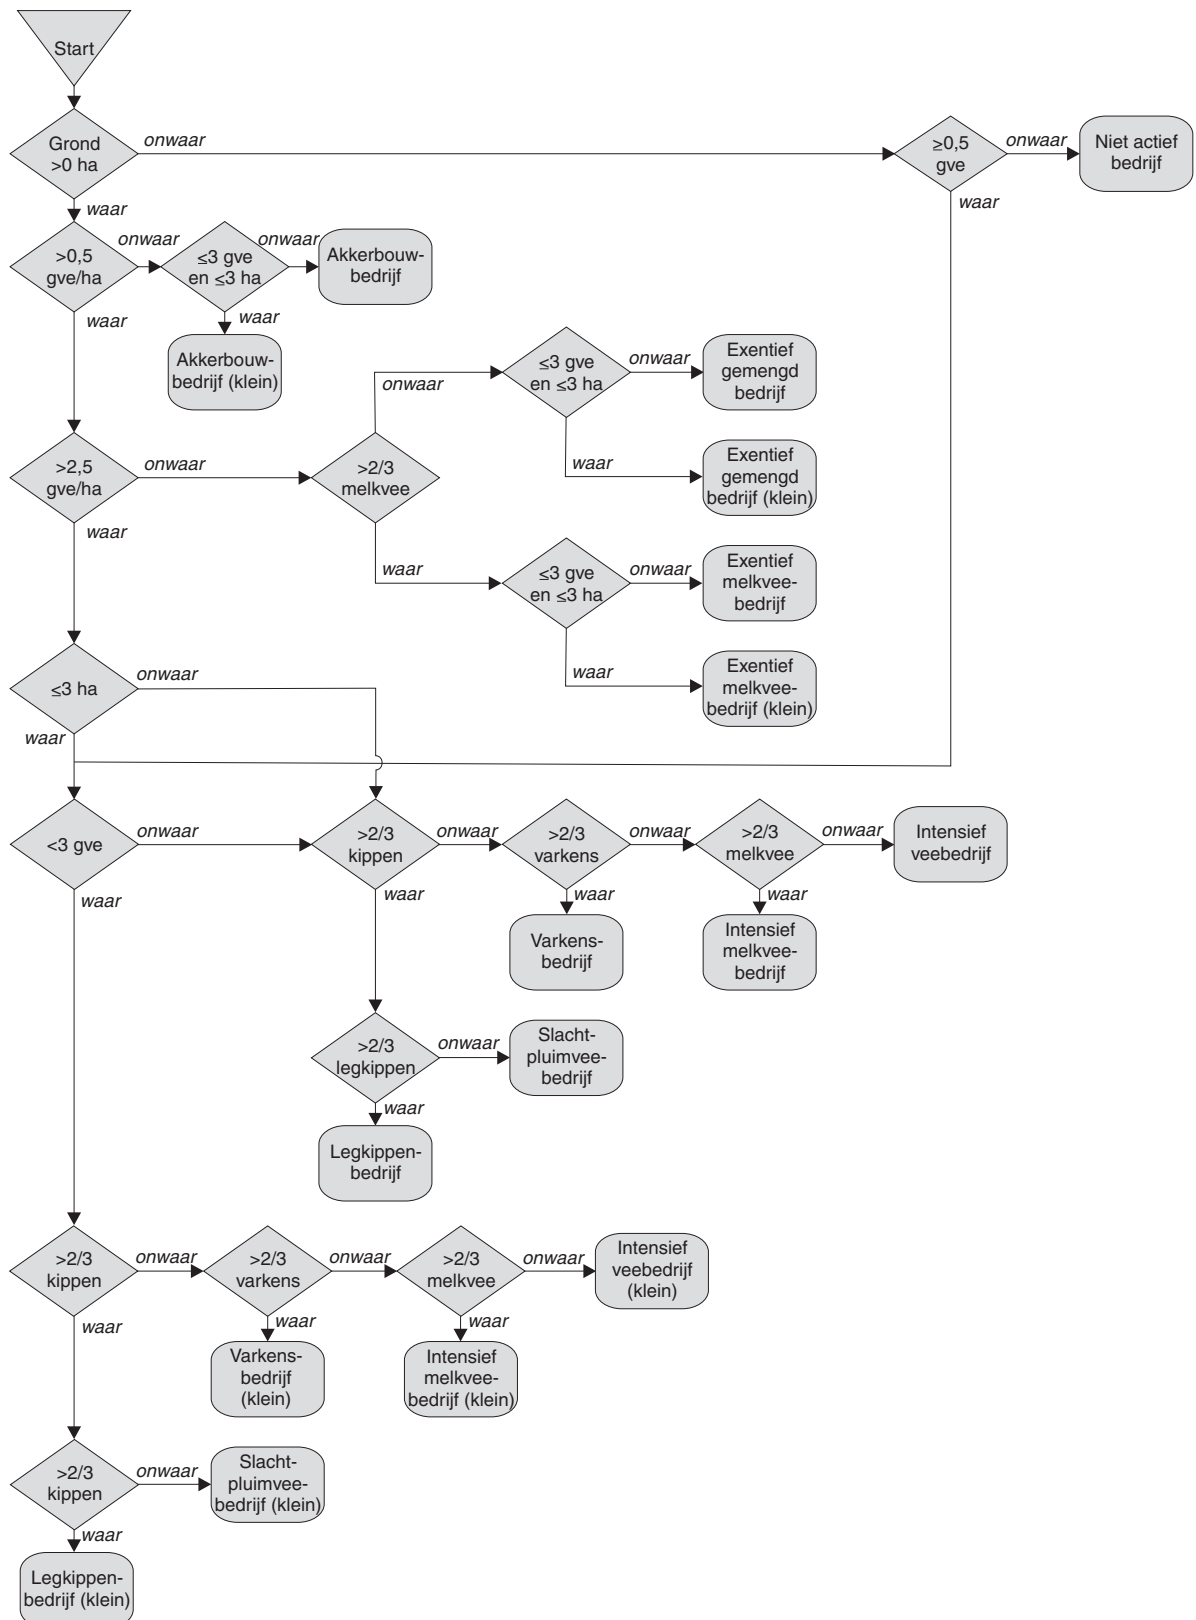 Start
Grond
>0 ha
onwaar
≥0,5
gve
onwaar
Niet actief
bedrijf
waar
waar
>0,5
gve/ha
onwaar
≤3 gve
en ≤3 ha
onwaar
Akkerbouw-
bedrijf
waar
waar
Akkerbouw-
bedrijf (klein)
onwaar
≤3 gve
en ≤3 ha
onwaar
Exentief
gemengd
bedrijf
waar
Exentief
gemengd
bedrijf (klein)
>2,5
gve/ha
onwaar
>2/3
melkvee
waar
waar
≤3 gve
en ≤3 ha
onwaar
Exentief
melkvee-
bedrijf
waar
Exentief
melkvee-
bedrijf (klein)
≤3 ha
onwaar
waar
<3 gve
onwaar
>2/3
kippen
onwaar
>2/3
varkens
onwaar
>2/3
melkvee
onwaar
Intensief
veebedrijf
waar
waar
waar
waar
Varkens-
bedrijf
Intensief
melkvee-
bedrijf
>2/3
legkippen
onwaar
Slacht-
pluimvee-
bedrijf
waar
Legkippen-
bedrijf
>2/3
kippen
onwaar
>2/3
varkens
onwaar
>2/3
melkvee
onwaar
Intensief
veebedrijf
(klein)
waar
waar
waar
Varkens-
bedrijf
(klein)
Intensief
melkvee-
bedrijf (klein)
>2/3
kippen
onwaar
Slacht-
pluimvee-
bedrijf (klein)
waar
Legkippen-
bedrijf (klein)